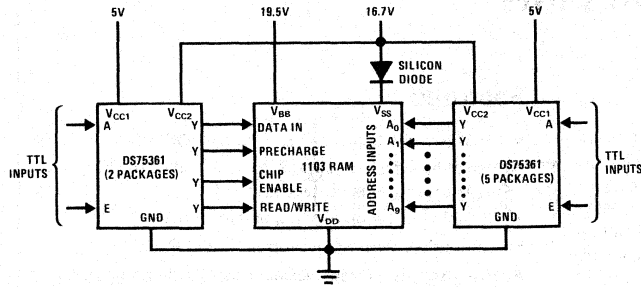 5V
19.5V
16.7V
5V
SILICON
DIODE
VCC1
VCC2
VBB
VSS
VCC2
VCC1
A
Y
DATA IN
A0
Y
A
TTL
INPUTS
DS75361
(2 PACKAGES)
Y
PRECHARGE
1103 RAM
ADDRESS INPUTS
A1
Y
DS75361
(5 PACKAGES)
TTL
INPUTS
Y
CHIP
ENABLE
E
Y
READ/WRITE
A9
Y
E
GND
VDD
GND